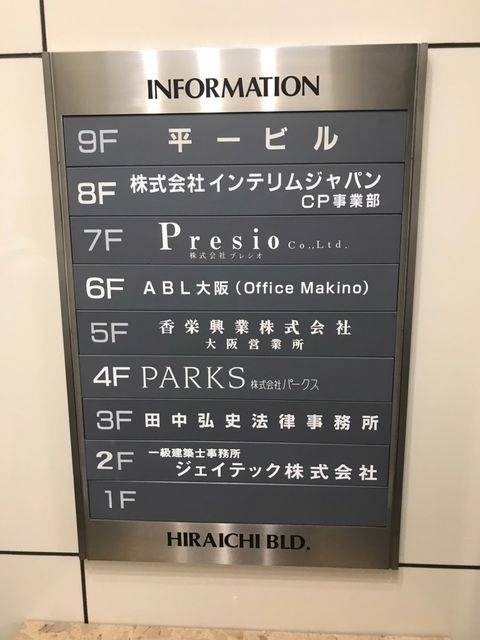 INFORMATION
9F 平一ビル
8F 株式会社インテリムジャパン
CP事業部
7F Presio Co.,Ltd.
株式会社プレシオ
6F ABL大阪(Office Makino)
5F 香栄興業株式会社
大阪営業所
4F PARKS 株式会社パークス
3F 田中弘史法律事務所
2F 一級建築士事務所
ジェイテック株式会社
1F
HIRAICHI BLD.